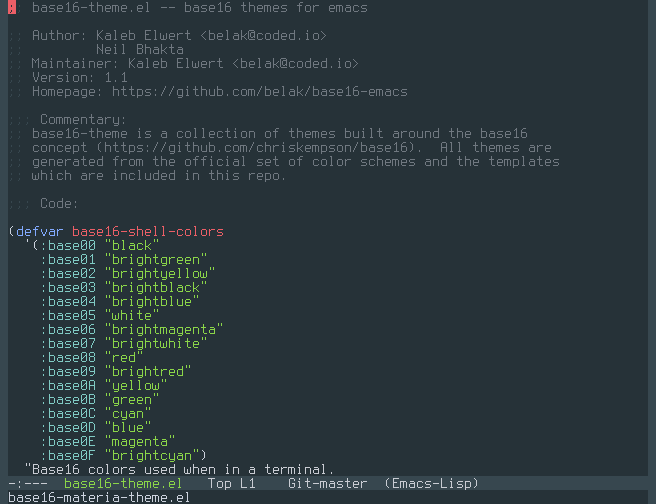 ;; base16-theme.el -- base16 themes for emacs
;; Author: Kaleb Elwert <belak@coded.io>
;;         Neil Bhakta
;; Maintainer: Kaleb Elwert <belak@coded.io>
;; Version: 1.1
;; Homepage: https://github.com/belak/base16-emacs
;;; Commentary:
;; base16-theme is a collection of themes built around the base16
;; concept (https://github.com/chriskempson/base16).  All themes are
;; generated from the official set of color schemes and the templates
;; which are included in this repo.
;;; Code:
(defvar base16-shell-colors
  '(:base00 "black"
    :base01 "brightgreen"
    :base02 "brightyellow"
    :base03 "brightblack"
    :base04 "brightblue"
    :base05 "white"
    :base06 "brightmagenta"
    :base07 "brightwhite"
    :base08 "red"
    :base09 "brightred"
    :base0A "yellow"
    :base0B "green"
    :base0C "cyan"
    :base0D "blue"
    :base0E "magenta"
    :base0F "brightcyan")
  "Base16 colors used when in a terminal.
-:---  base16-theme.el   Top L1    Git-master  (Emacs-Lisp)
base16-materia-theme.el